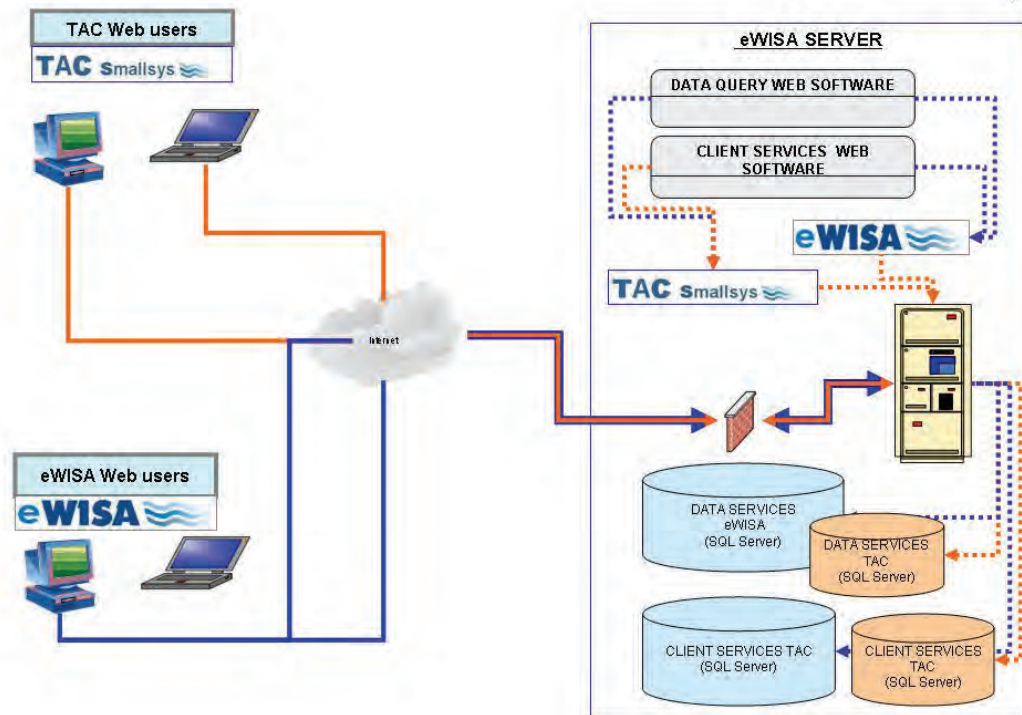 TAC Web users
TAC Smallsys
eWISA Web users
eWISA
Internet
eWISA SERVER
DATA QUERY WEB SOFTWARE
CLIENT SERVICES WEB
SOFTWARE
eWISA
TAC Smallsys
DATA SERVICES
eWISA
(SQL Server)
DATA SERVICES
TAC
(SQL Server)
CLIENT SERVICES TAC
(SQL Server)
CLIENT SERVICES
TAC
(SQL Server)